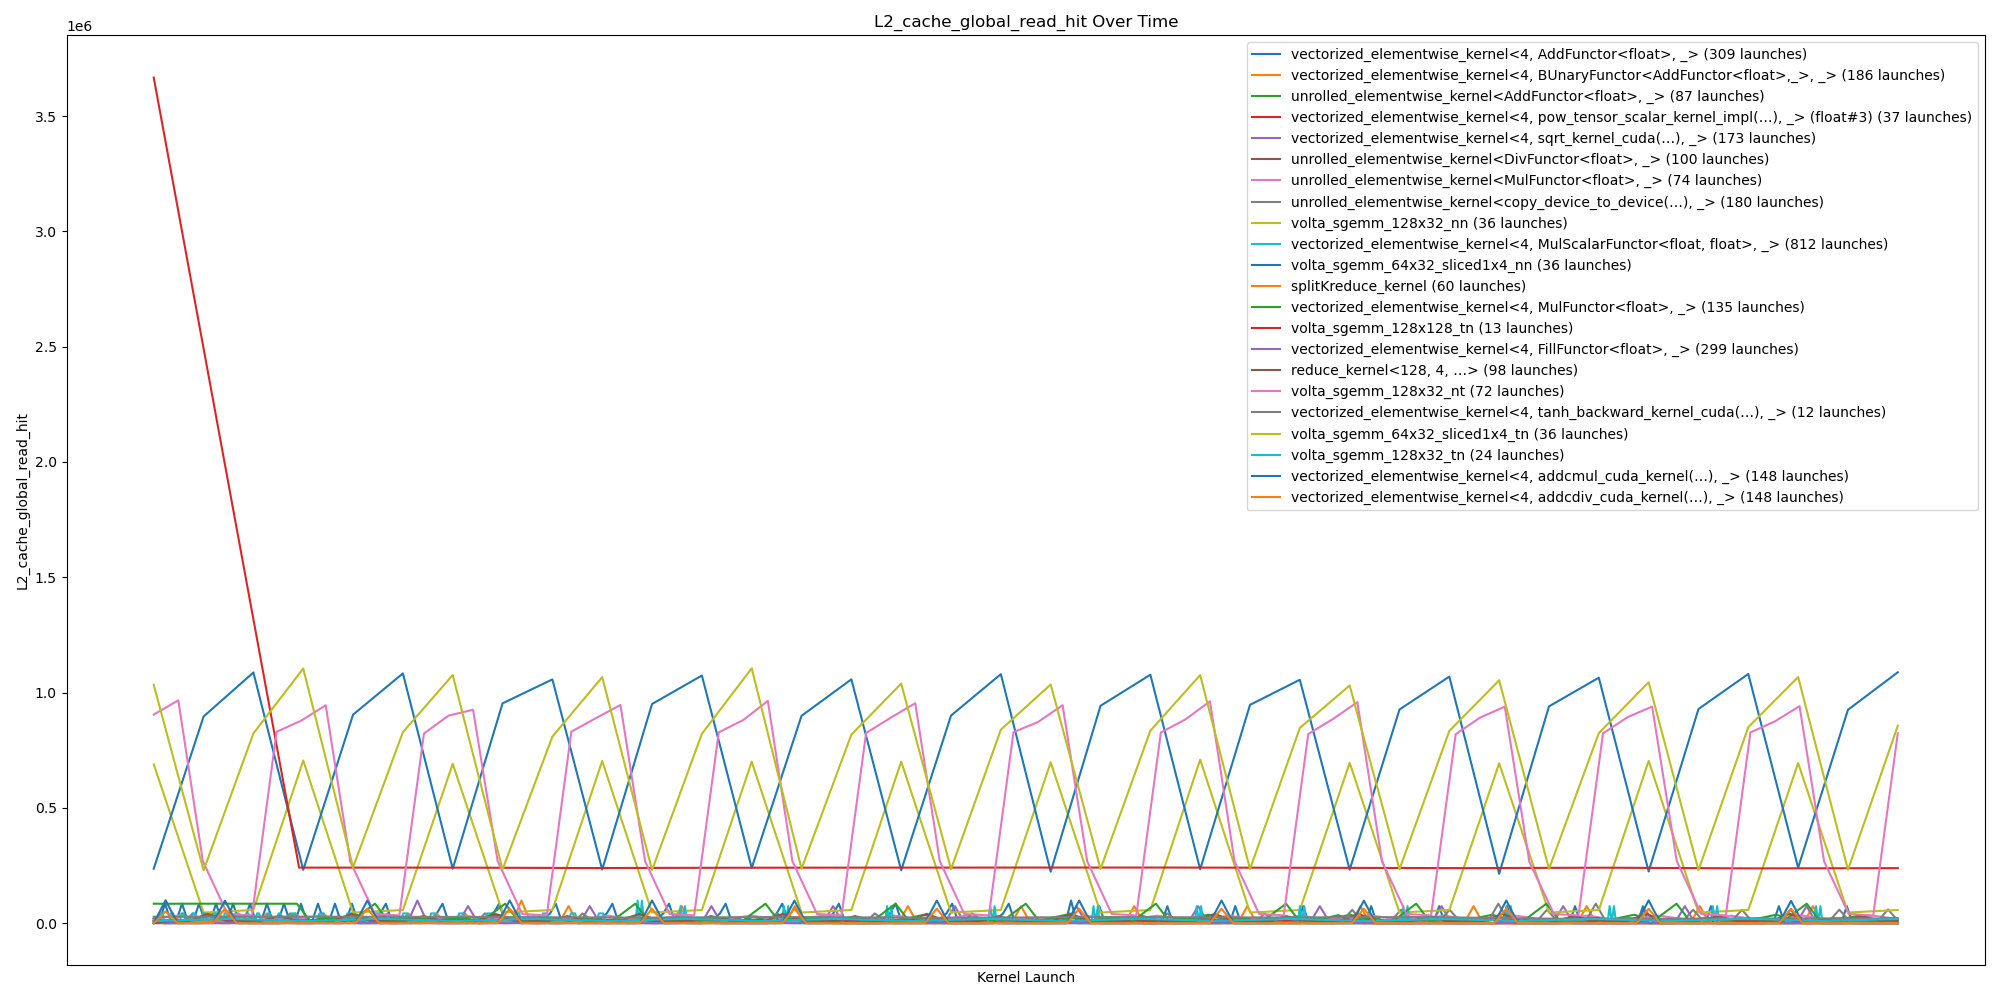 L2_cache_global_read_hit Over Time
1e6
vectorized_elementwise_kernel<4, AddFunctor<float>, _> (309 launches)
vectorized_elementwise_kernel<4, BUnaryFunctor<AddFunctor<float>,_>, _> (186 launches)
unrolled_elementwise_kernel<AddFunctor<float>, _> (87 launches)
vectorized_elementwise_kernel<4, pow_tensor_scalar_kernel_impl(...), _> (float#3) (37 launches)
vectorized_elementwise_kernel<4, sqrt_kernel_cuda(...), _> (173 launches)
unrolled_elementwise_kernel<DivFunctor<float>, _> (100 launches)
unrolled_elementwise_kernel<MulFunctor<float>, _> (74 launches)
unrolled_elementwise_kernel<copy_device_to_device(...), _> (180 launches)
volta_sgemm_128x32_nn (36 launches)
vectorized_elementwise_kernel<4, MulScalarFunctor<float, float>, _> (812 launches)
volta_sgemm_64x32_sliced1x4_nn (36 launches)
splitKreduce_kernel (60 launches)
vectorized_elementwise_kernel<4, MulFunctor<float>, _> (135 launches)
volta_sgemm_128x128_tn (13 launches)
vectorized_elementwise_kernel<4, FillFunctor<float>, _> (299 launches)
reduce_kernel<128, 4, ...> (98 launches)
volta_sgemm_128x32_nt (72 launches)
vectorized_elementwise_kernel<4, tanh_backward_kernel_cuda(...), _> (12 launches)
volta_sgemm_64x32_sliced1x4_tn (36 launches)
volta_sgemm_128x32_tn (24 launches)
vectorized_elementwise_kernel<4, addcmul_cuda_kernel(...), _> (148 launches)
vectorized_elementwise_kernel<4, addcdiv_cuda_kernel(...), _> (148 launches)
3.5
3.0
2.5
2.0
1.5
1.0
0.5
0.0
L2_cache_global_read_hit
Kernel Launch